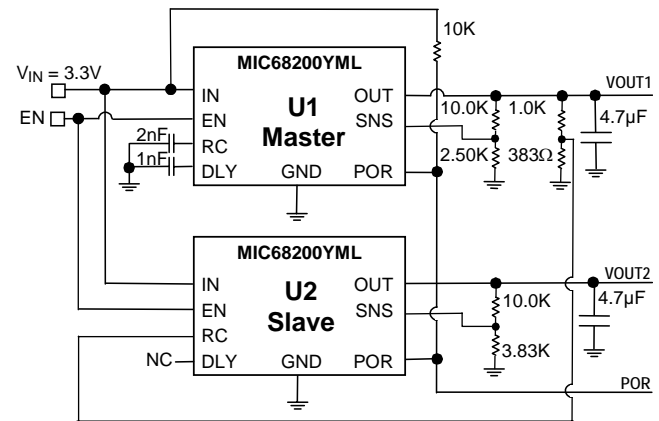 10K
V_IN = 3.3V
EN
MIC68200YML
IN
OUT
EN
SNS
RC
DLY
GND
POR
U1
Master
2nF
1nF
10.0K
1.0K
2.50K
383Ω
VOUT1
4.7µF
MIC68200YML
IN
OUT
EN
SNS
RC
DLY
GND
POR
U2
Slave
NC
10.0K
3.83K
VOUT2
4.7µF
POR